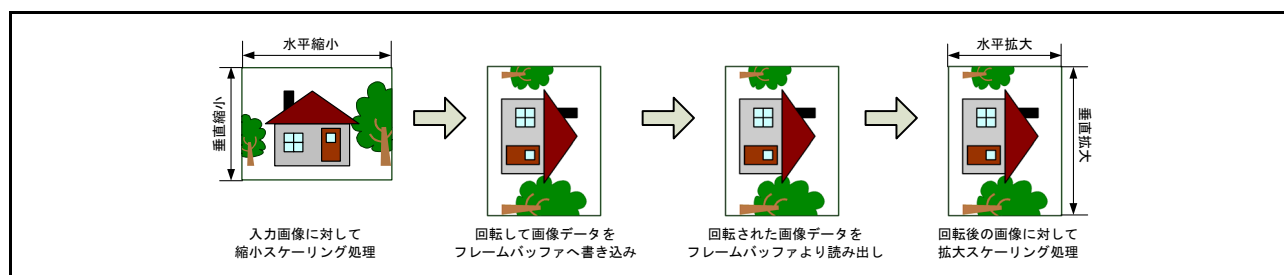 水平縮小
水平拡大
垂直縮小
垂直拡大
入力画像に対して
縮小スケーリング処理
回転して画像データを
フレームバッファへ書き込み
回転された画像データを
フレームバッファより読み出し
回転後の画像に対して
拡大スケーリング処理